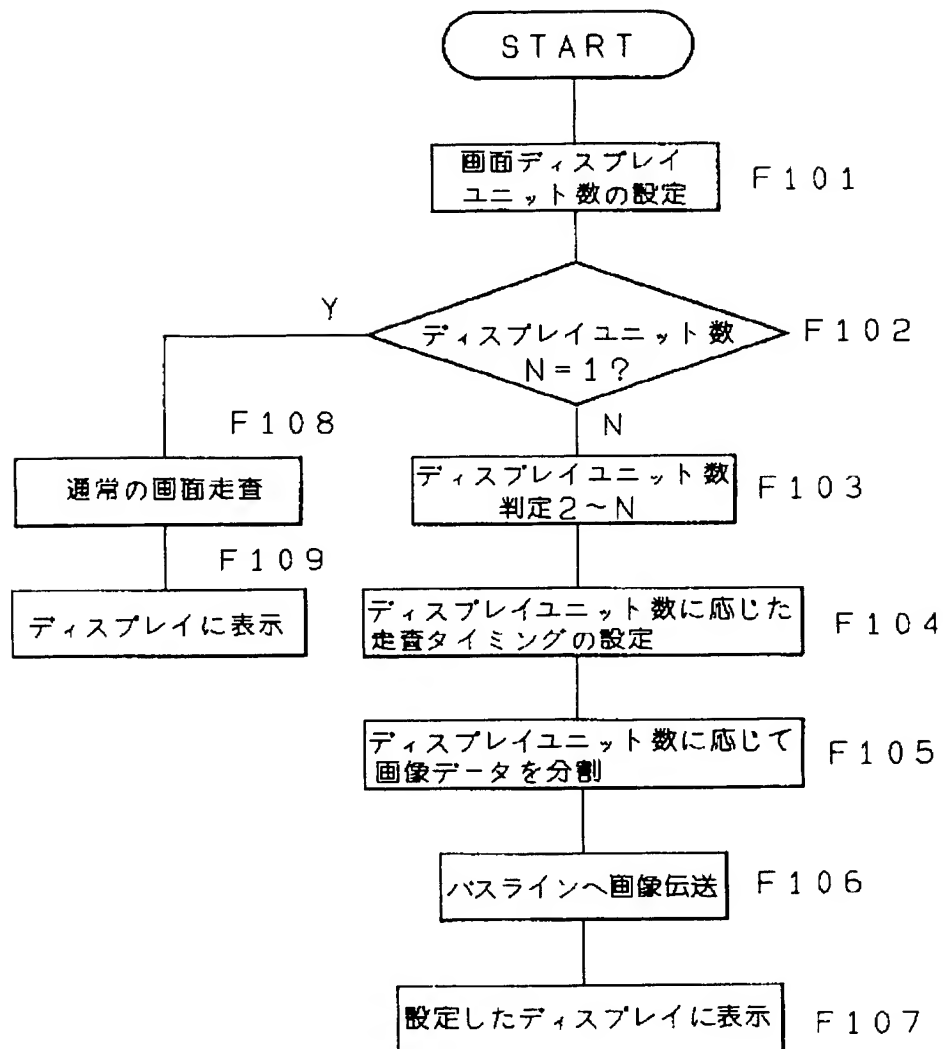 START
画面ディスプレイ
ユニット数の設定
F101
ディスプレイユニット数
N=1?
F102
Y
N
F108
通常の画面走査
F109
ディスプレイに表示
ディスプレイユニット数
判定2～N
F103
ディスプレイユニット数に応じた
走査タイミングの設定
F104
ディスプレイユニット数に応じて
画像データを分割
F105
バスラインへ画像伝送
F106
設定したディスプレイに表示
F107